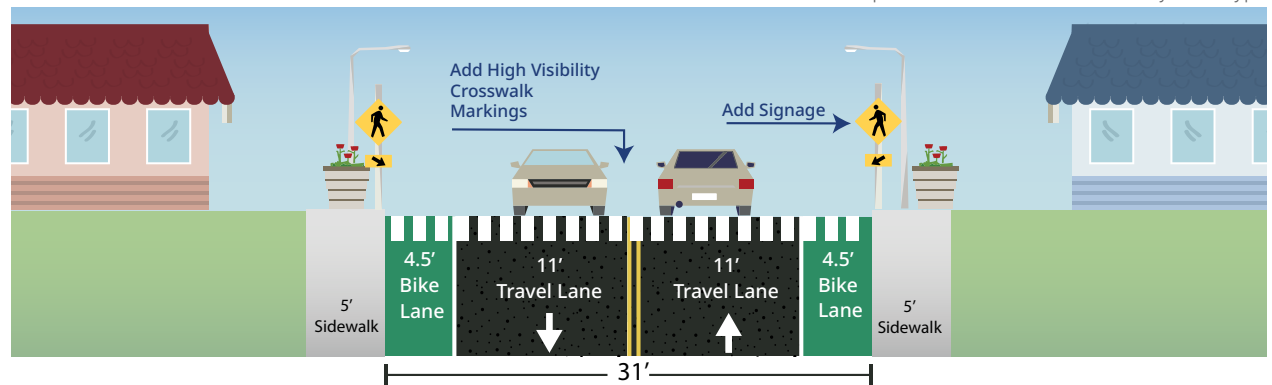 Add High Visibility
Crosswalk
Markings
Add Signage
4.5’
Bike
Lane
11’
Travel Lane
11’
Travel Lane
4.5’
Bike
Lane
5’
Sidewalk
5’
Sidewalk
31’